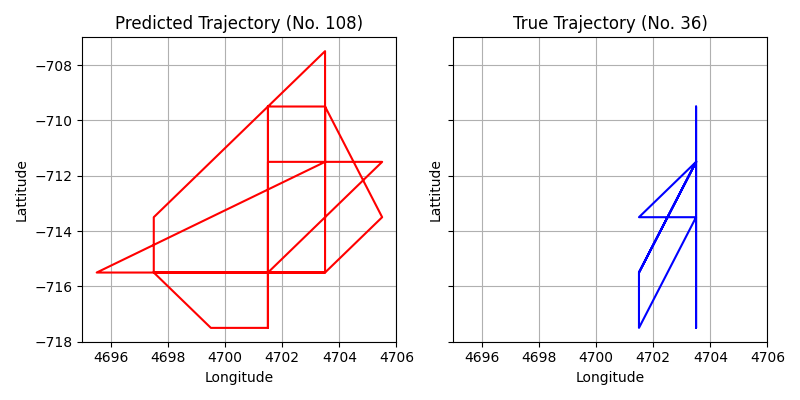 Predicted Trajectory (No. 108)
True Trajectory (No. 36)
−708
−710
−712
−714
−716
−718
Lattitude
Lattitude
4696 4698 4700 4702 4704 4706
4696 4698 4700 4702 4704 4706
Longitude
Longitude